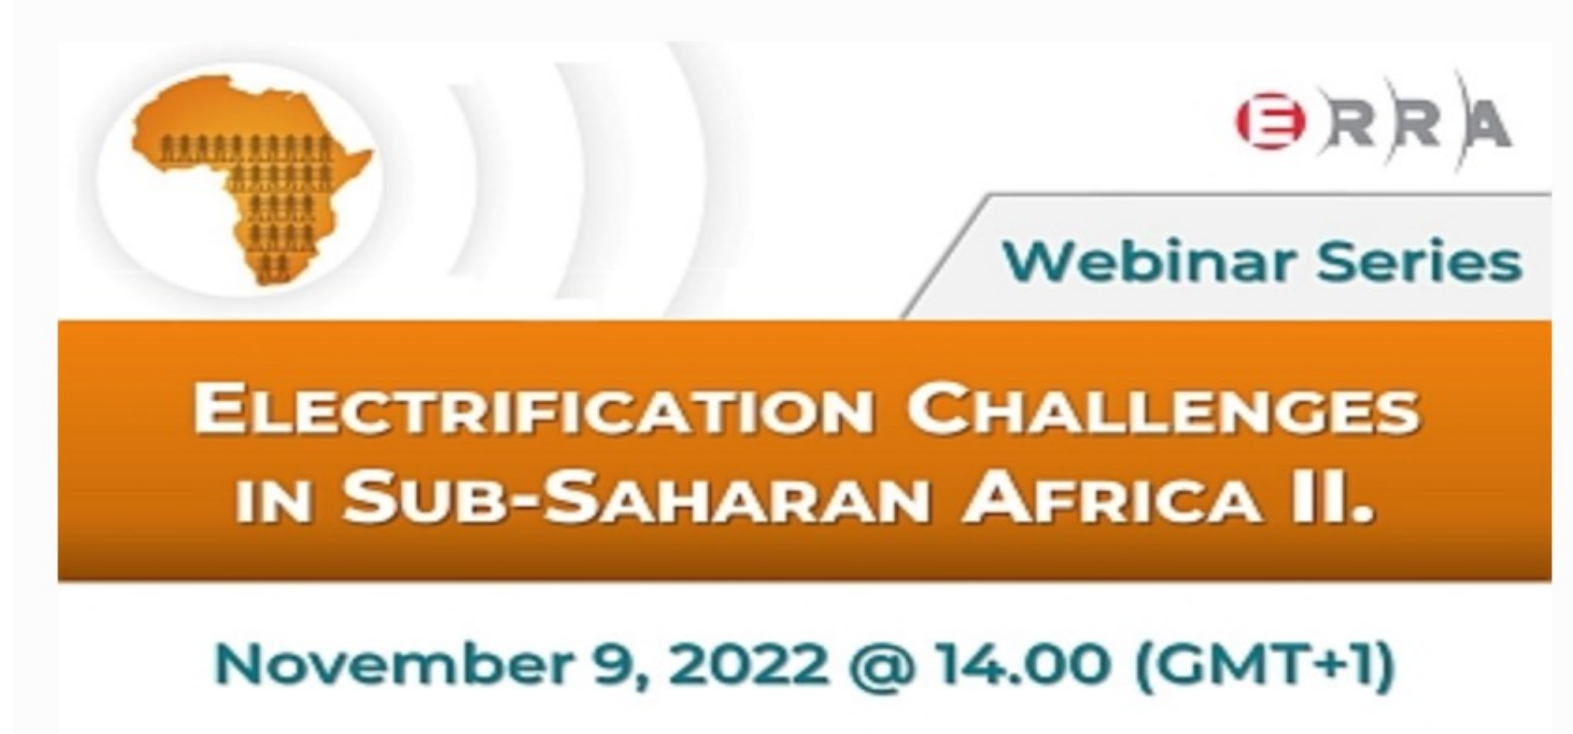 ERRA
Webinar Series
ELECTRIFICATION CHALLENGES
IN SUB-SAHARAN AFRICA II.
November 9, 2022 @ 14.00 (GMT+1)